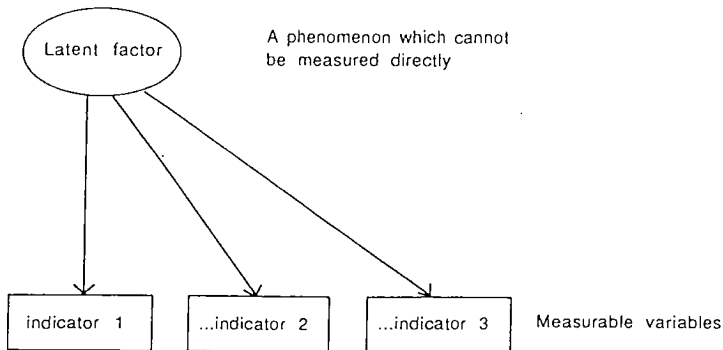 Latent factor
A phenomenon which cannot
be measured directly
indicator 1
...indicator 2
...indicator 3
Measurable variables